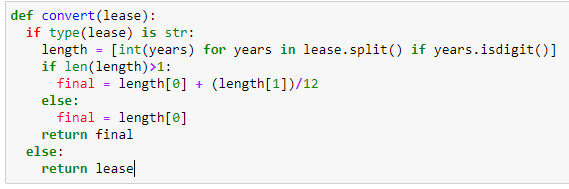 def convert(lease):
  if type(lease) is str:
    length = [int(years) for years in lease.split() if years.isdigit()]
    if len(length)>1:
      final = length[0] + (length[1])/12
    else:
      final = length[0]
    return final
  else:
    return lease